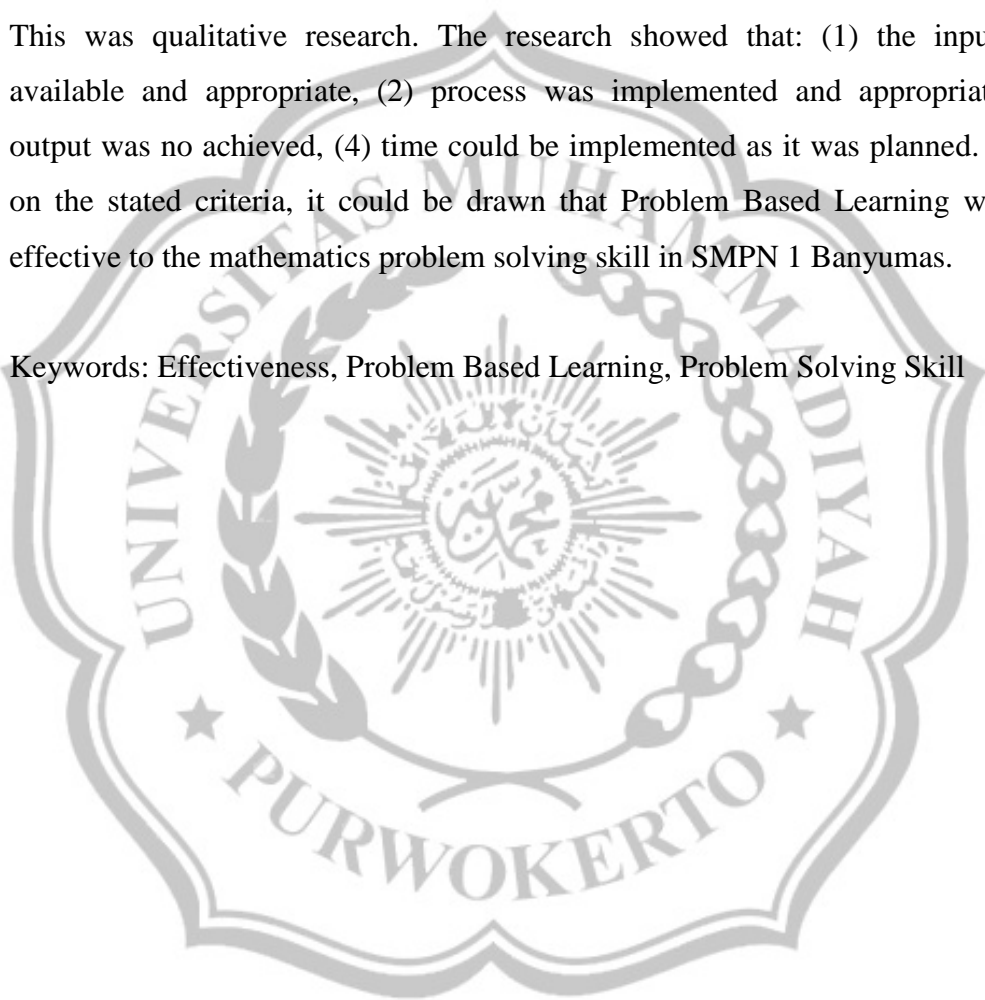 This was qualitative research. The research showed that: (1) the inpu
available and appropriate, (2) process was implemented and appropriat
output was no achieved, (4) time could be implemented as it was planned.
on the stated criteria, it could be drawn that Problem Based Learning w
effective to the mathematics problem solving skill in SMPN 1 Banyumas.
Keywords: Effectiveness, Problem Based Learning, Problem Solving Skill
UNIVERSITAS MUHAMMADIYAH
PURWOKERTO